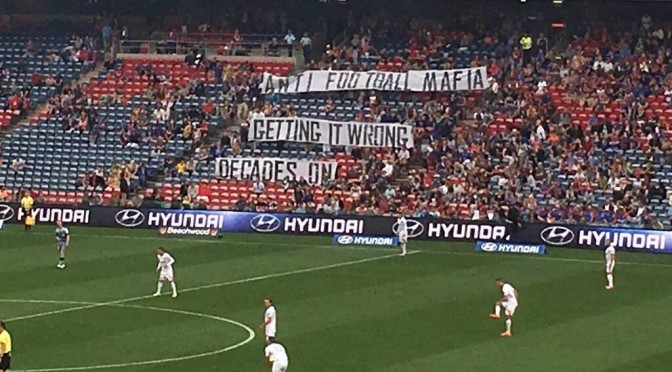 ANTI FOOTBALL MAFIA
GETTING IT WRONG
DECADES ON
HYUNDAI
HYUNDAI
HYUNDAI
HYUNDAI
HYUNDAI
Beechwood
HYUNDAI
HYUNDAI